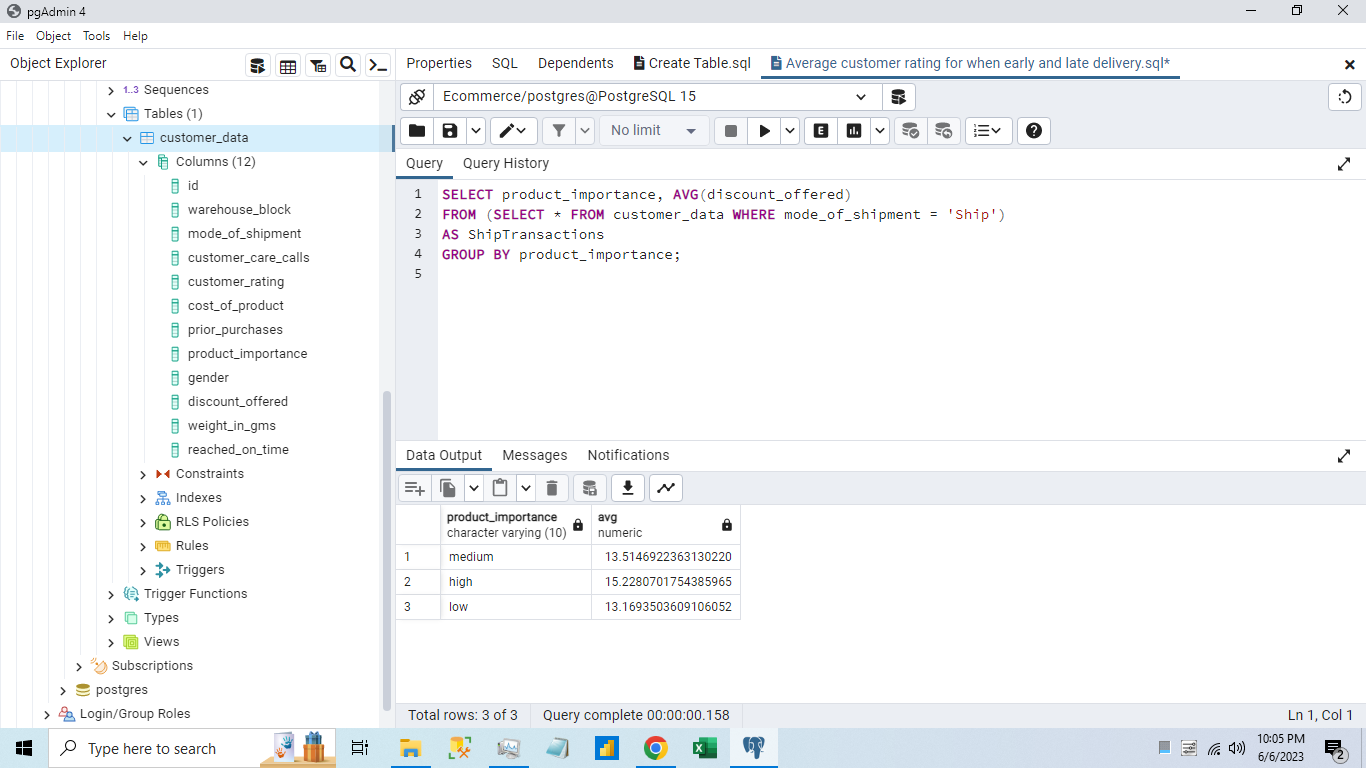 pgAdmin 4
File Object Tools Help
Object Explorer
1..3 Sequences
Tables (1)
customer_data
Columns (12)
id
warehouse_block
mode_of_shipment
customer_care_calls
customer_rating
cost_of_product
prior_purchases
product_importance
gender
discount_offered
weight_in_gms
reached_on_time
Constraints
Indexes
RLS Policies
Rules
Triggers
Trigger Functions
Types
Views
Subscriptions
postgres
Login/Group Roles
Properties SQL Dependents Create Table.sql Average customer rating for when early and late delivery.sql*
Ecommerce/postgres@PostgreSQL 15
No limit E
Query Query History
1 SELECT product_importance, AVG(discount_offered)
2 FROM (SELECT * FROM customer_data WHERE mode_of_shipment = 'Ship')
3 AS ShipTransactions
4 GROUP BY product_importance;
5
Data Output Messages Notifications
product_importance avg
character varying (10) numeric
1 medium 13.5146922363130220
2 high 15.2280701754385965
3 low 13.1693503609106052
Total rows: 3 of 3 Query complete 00:00:00.158 Ln 1, Col 1
Type here to search
10:05 PM
6/6/2023
2